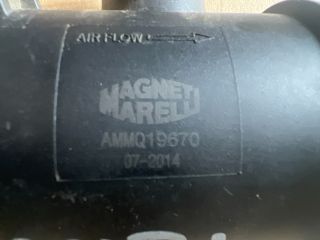 AIR FLOW
MAGNETI
MARELLI
AMMQ19670
07-2014